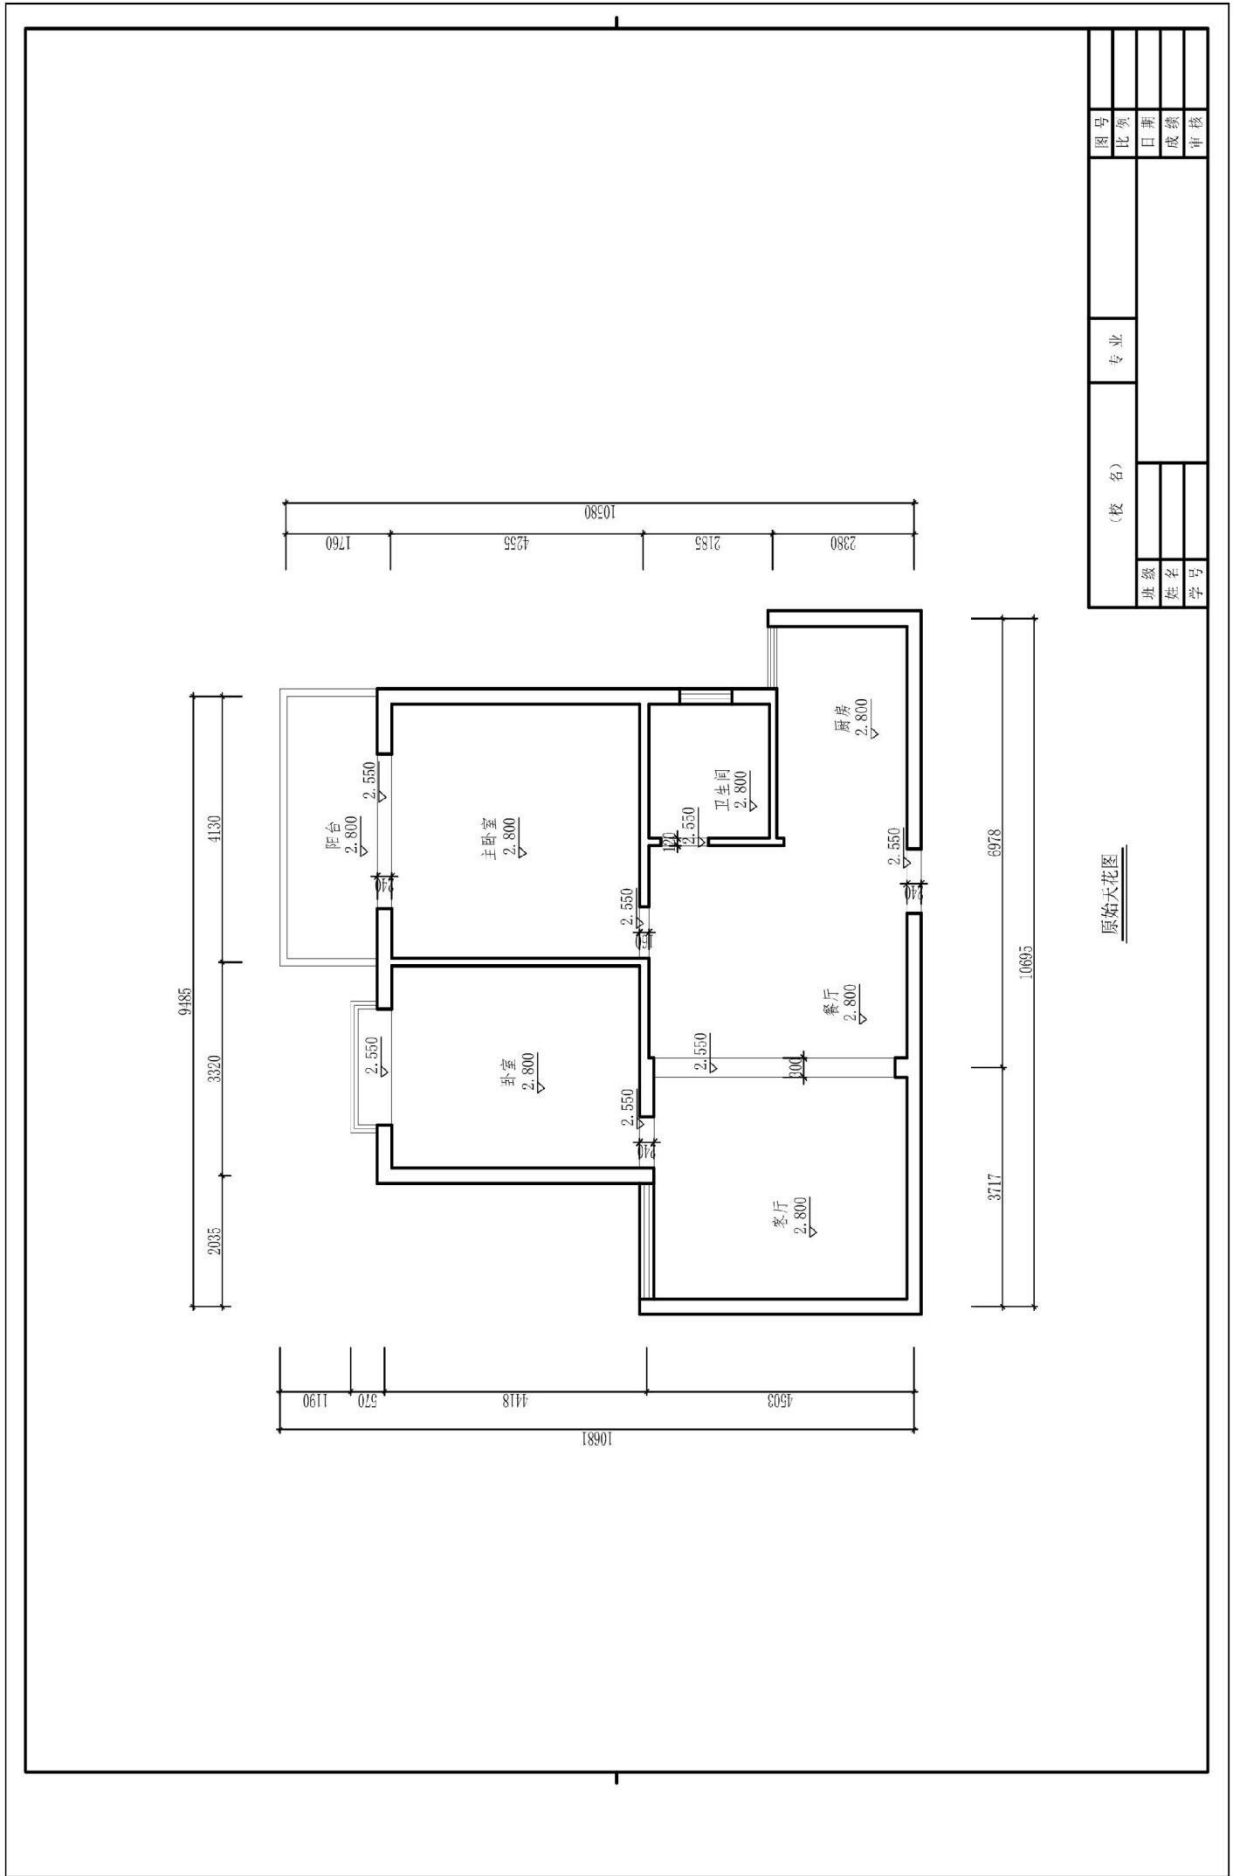 9485
2035
3320
4130
10681
4503
4418
570
1190
10580
1760
4255
2185
2380
阳台
2.800
2.550
240
2.550
主卧室
2.800
卧室
2.800
2.550
240
2.550
卫生间
2.800
2.550
120
厨房
2.800
2.550
240
餐厅
2.800
2.550
300
客厅
2.800
3717
6978
10695
原始天花图
(校 名)
专 业
图 号
日 期
成 绩
审 核
班 级
姓 名
学 号